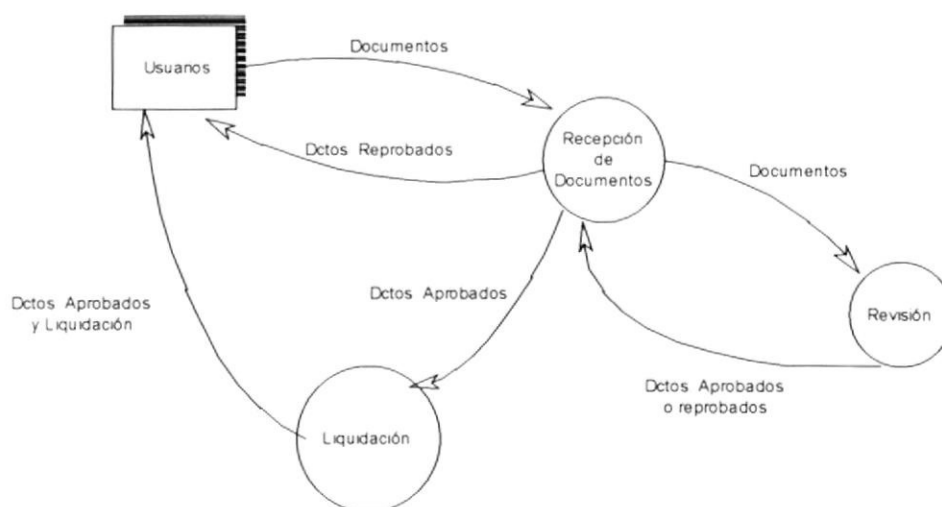 Documentos
Usuanos
Recepción
de
Documentos
Dctos Reprobados
Documentos
Dctos Aprobados
Dctos Aprobados
y Liquidación
Revisión
Dctos Aprobados
o reprobados
Liquidación